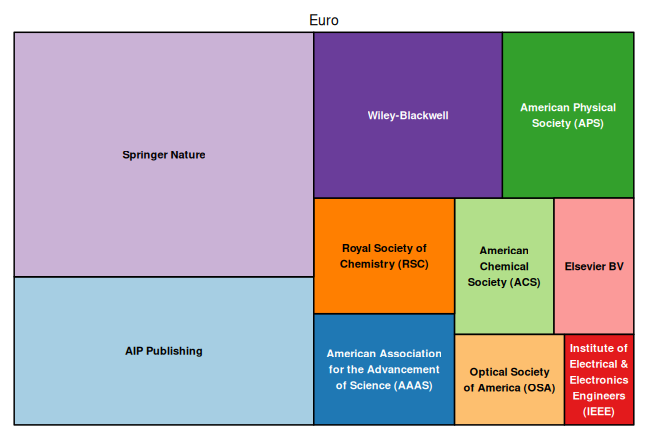 Euro
Springer Nature
AIP Publishing
Wiley-Blackwell
American Physical
Society (APS)
Royal Society of
Chemistry (RSC)
American Association
for the Advancement
of Science (AAAS)
American
Chemical
Society (ACS)
Elsevier BV
Optical Society
of America (OSA)
Institute of
Electrical &
Electronics
Engineers
(IEEE)